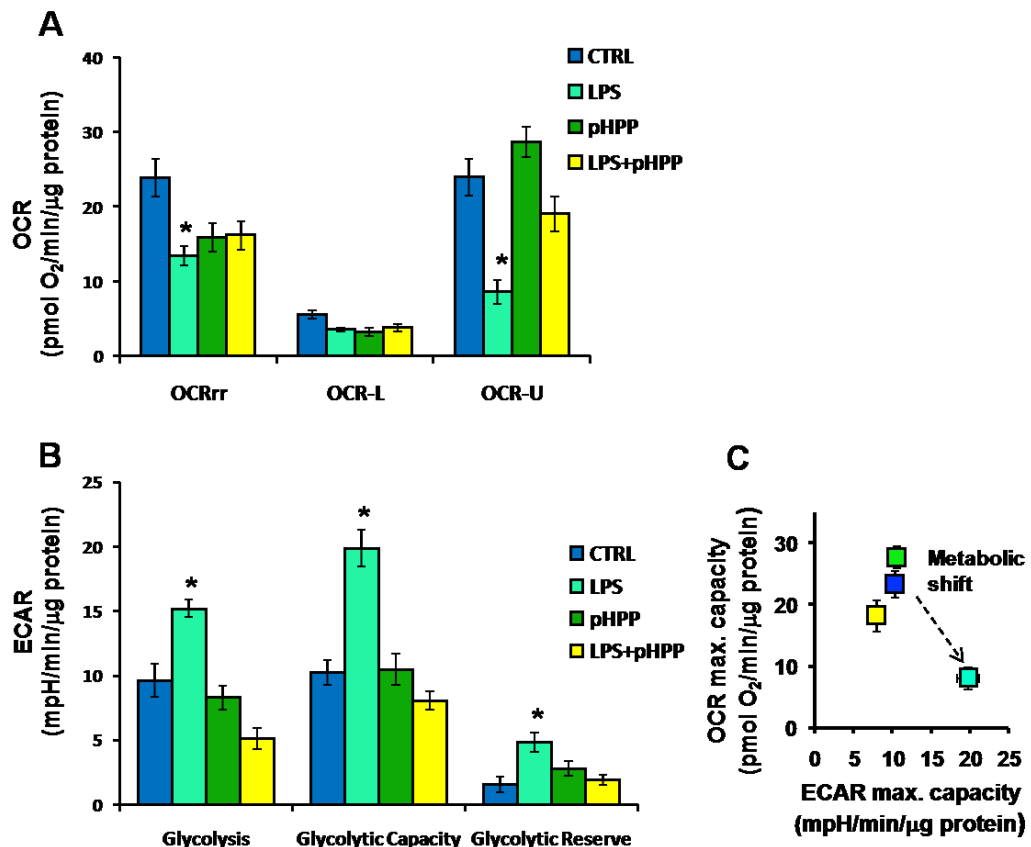 A
40
30
20
10
0
OCR
(pmol O₂/mln/µg protein)
CTRL
LPS
pHPP
LPS+pHPP
*
*
OCRrr
OCR-L
OCR-U
B
25
20
15
10
5
0
ECAR
(mpH/mln/µg protein)
*
*
*
CTRL
LPS
pHPP
LPS+pHPP
Glycolysis
Glycolytic Capacity
Glycolytic Reserve
C
OCR max. capacity
(pmol O₂/mln/µg protein)
30
20
10
0
Metabolic
shift
0 5 10 15 20 25
ECAR max. capacity
(mpH/min/µg protein)